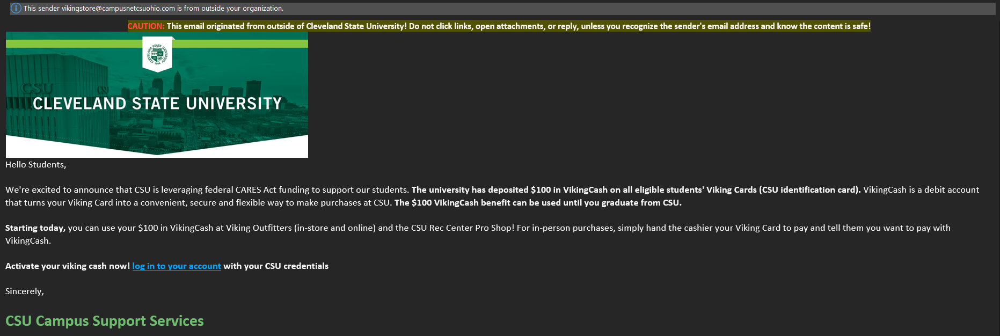 This sender vikingstore@campusnetcsuohio.com is from outside your organization.
CAUTION: This email originated from outside of Cleveland State University! Do not click links, open attachments, or reply, unless you recognize the sender's email address and know the content is safe!
CSU
CSU
CLEVELAND STATE UNIVERSITY
Hello Students,
We're excited to announce that CSU is leveraging federal CARES Act funding to support our students. The university has deposited $100 in VikingCash on all eligible students' Viking Cards (CSU identification card). VikingCash is a debit account
that turns your Viking Card into a convenient, secure and flexible way to make purchases at CSU. The $100 VikingCash benefit can be used until you graduate from CSU.
Starting today, you can use your $100 in VikingCash at Viking Outfitters (in-store and online) and the CSU Rec Center Pro Shop! For in-person purchases, simply hand the cashier your Viking Card to pay and tell them you want to pay with
VikingCash.
Activate your viking cash now! log in to your account with your CSU credentials
Sincerely,
CSU Campus Support Services